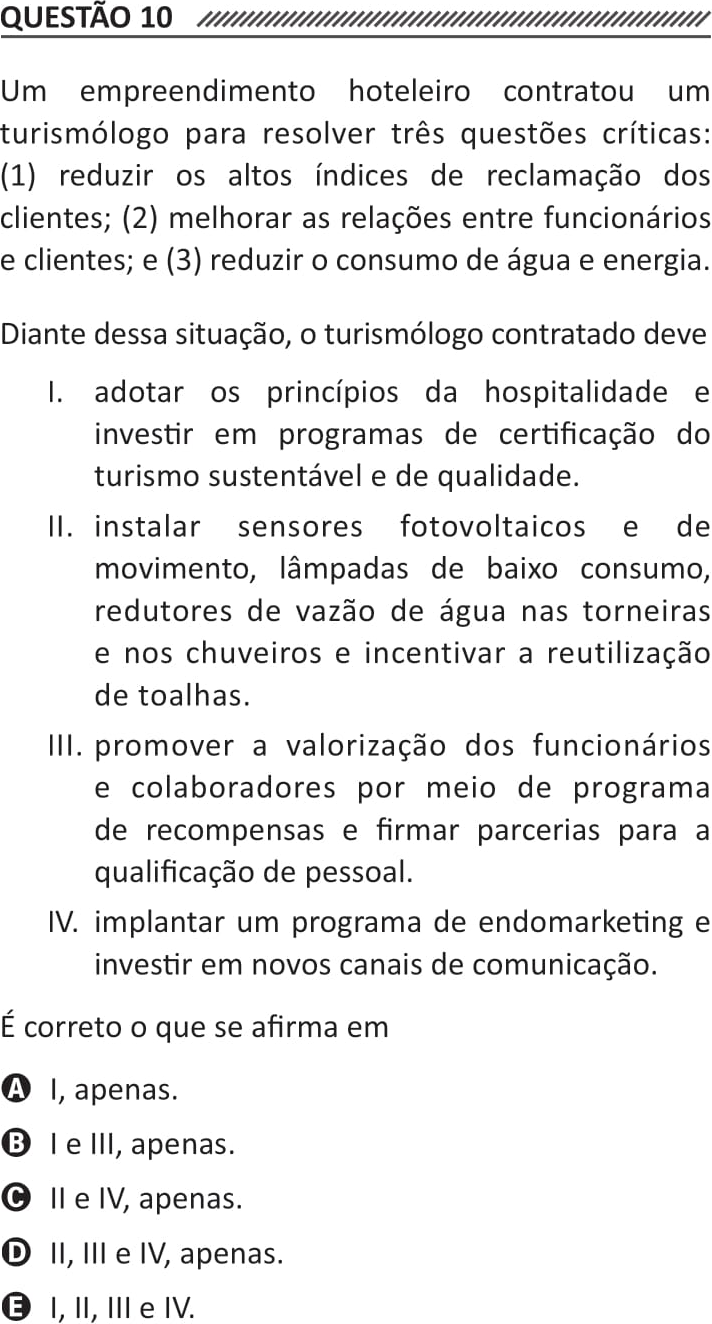 QUESTÃO 10
Um empreendimento hoteleiro contratou um
turismólogo para resolver três questões críticas:
(1) reduzir os altos índices de reclamação dos
clientes; (2) melhorar as relações entre funcionários
e clientes; e (3) reduzir o consumo de água e energia.
Diante dessa situação, o turismólogo contratado deve
I. adotar os princípios da hospitalidade e
investir em programas de certificação do
turismo sustentável e de qualidade.
II. instalar sensores fotovoltaicos e de
movimento, lâmpadas de baixo consumo,
redutores de vazão de água nas torneiras
e nos chuveiros e incentivar a reutilização
de toalhas.
III. promover a valorização dos funcionários
e colaboradores por meio de programa
de recompensas e firmar parcerias para a
qualificação de pessoal.
IV. implantar um programa de endomarketing e
investir em novos canais de comunicação.
É correto o que se afirma em
A I, apenas.
B I e III, apenas.
C II e IV, apenas.
D II, III e IV, apenas.
E I, II, III e IV.